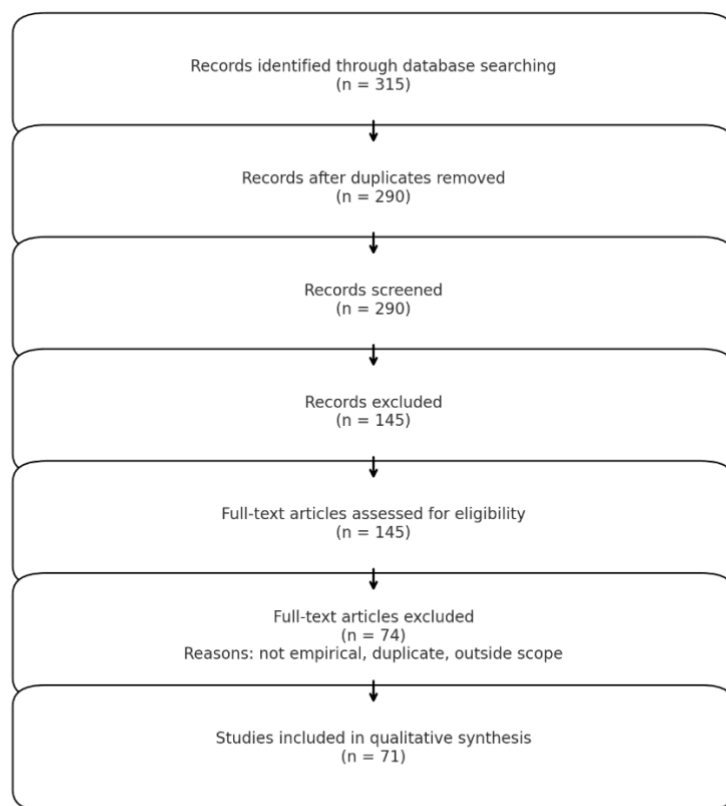 Records identified through database searching
(n = 315)
Records after duplicates removed
(n = 290)
Records screened
(n = 290)
Records excluded
(n = 145)
Full-text articles assessed for eligibility
(n = 145)
Full-text articles excluded
(n = 74)
Reasons: not empirical, duplicate, outside scope
Studies included in qualitative synthesis
(n = 71)